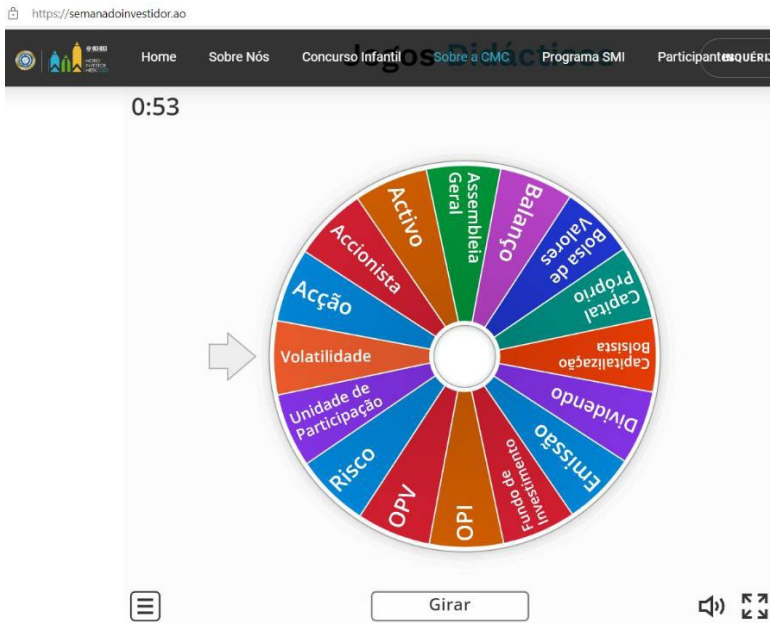 https://semanadoinvestidor.ao
Home
Sobre Nós
Concurso Infantil
Sobre a CMC
Programa SMI
Participantes
INQUÉRI
Jogos Didácticos
0:53
Volatilidade
Acção
Accionista
Activo
Assembleia
Geral
Balanço
Bolsa de
Valores
Capital
Próprio
Capitalização
Bolsista
Dividendo
Emissão
Fundo de
Investimento
IPO
OPV
Risco
Unidade de
Participação
Girar